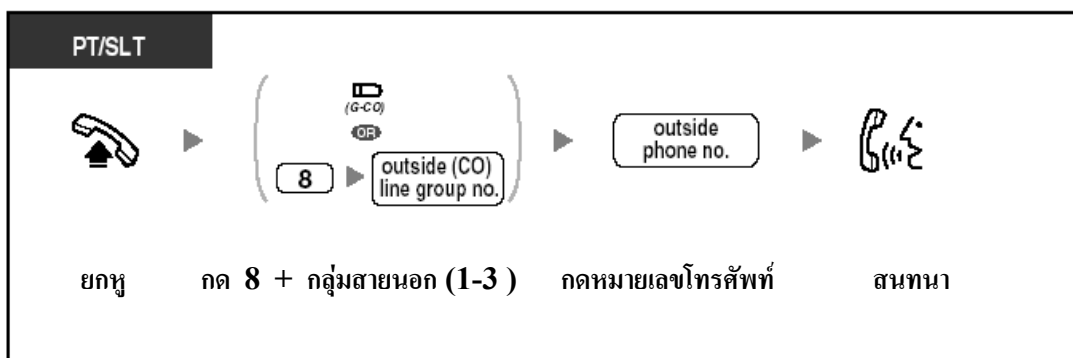 PT/SLT
(G-CO)
OR
8
outside (CO)
line group no.
outside
phone no.
ยกหู กด 8 + กลุ่มสายนอก (1-3 ) กดหมายเลขโทรศัพท์ สนทนา